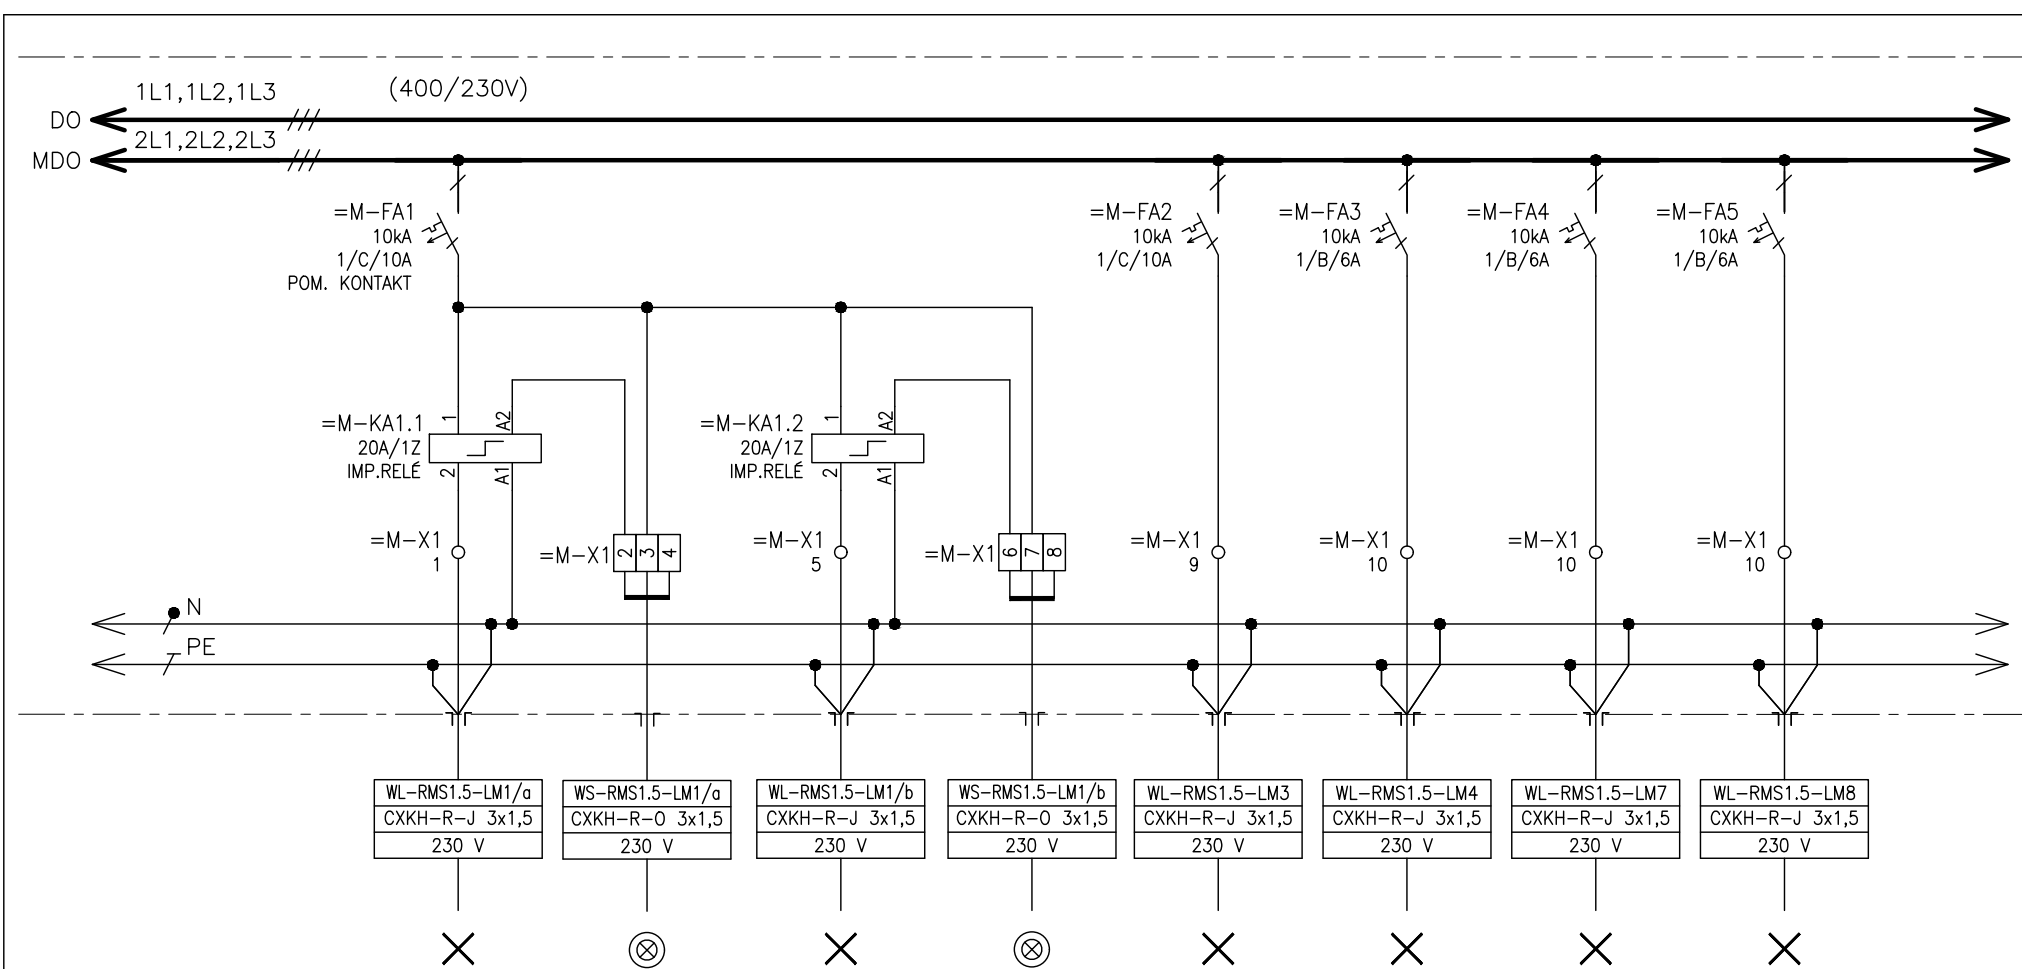 1L1,1L2,1L3
(400/230V)
DO
2L1,2L2,2L3
MDO
=M-FA1
10kA
1/C/10A
POM. KONTAKT
=M-FA2
10kA
1/C/10A
=M-FA3
10kA
1/B/6A
=M-FA4
10kA
1/B/6A
=M-FA5
10kA
1/B/6A
=M-KA1.1
20A/1Z
IMP.RELÉ
1
A2
2
A1
=M-KA1.2
20A/1Z
IMP.RELÉ
1
A2
2
A1
=M-X1
1
=M-X1
2
3
4
=M-X1
5
=M-X1
6
7
8
=M-X1
9
=M-X1
10
=M-X1
10
=M-X1
10
N
PE
WL-RMS1.5-LM1/a
CXKH-R-J 3x1,5
230 V
WS-RMS1.5-LM1/a
CXKH-R-O 3x1,5
230 V
WL-RMS1.5-LM1/b
CXKH-R-J 3x1,5
230 V
WS-RMS1.5-LM1/b
CXKH-R-O 3x1,5
230 V
WL-RMS1.5-LM3
CXKH-R-J 3x1,5
230 V
WL-RMS1.5-LM4
CXKH-R-J 3x1,5
230 V
WL-RMS1.5-LM7
CXKH-R-J 3x1,5
230 V
WL-RMS1.5-LM8
CXKH-R-J 3x1,5
230 V